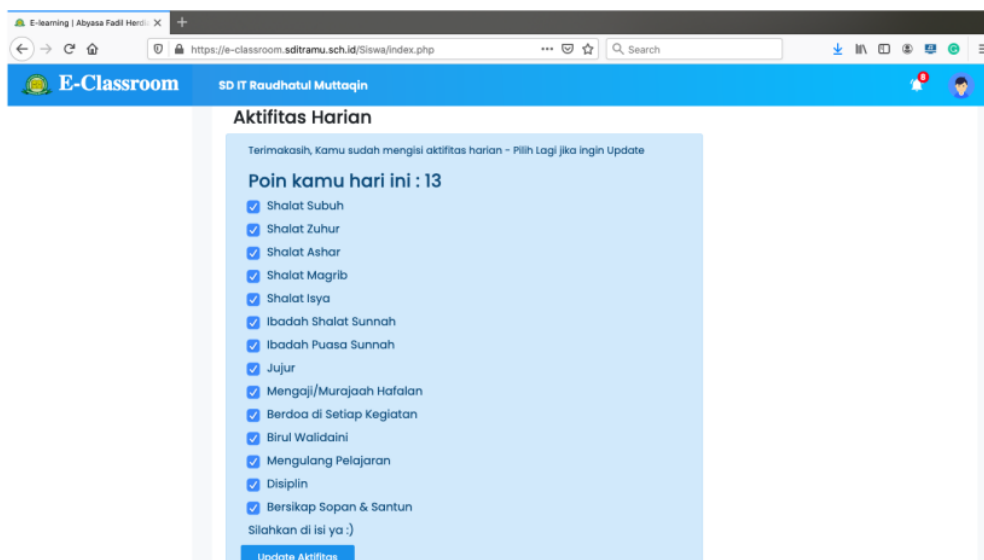 E-learning | Abyasa Fadil Herdi
https://e-classroom.sditramu.sch.id/Siswa/index.php
Search
E-Classroom
SD IT Raudhatul Muttaqin
8
Aktifitas Harian
Terimakasih, Kamu sudah mengisi aktifitas harian - Pilih Lagi jika ingin Update
Poin kamu hari ini : 13
Shalat Subuh
Shalat Zuhur
Shalat Ashar
Shalat Magrib
Shalat Isya
Ibadah Shalat Sunnah
Ibadah Puasa Sunnah
Jujur
Mengaji/Murajaah Hafalan
Berdoa di Setiap Kegiatan
Birul Walidaini
Mengulang Pelajaran
Disiplin
Bersikap Sopan & Santun
Silahkan di isi ya :)
Update Aktifitas